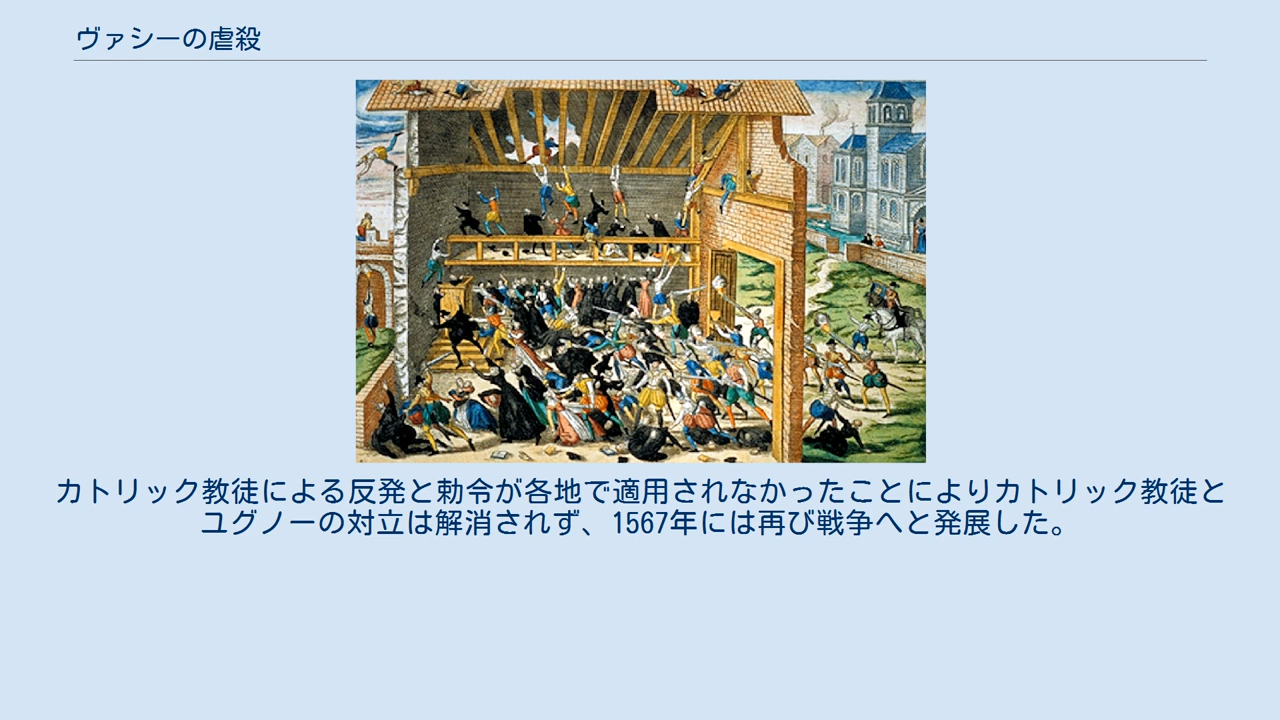 ヴァシーの虐殺
カトリック教徒による反発と勅令が各地で適用されなかったことによりカトリック教徒と
ユグノーの対立は解消されず、1567年には再び戦争へと発展した。